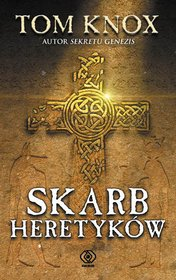 TOM KNOX
AUTOR SEKRETU GENEZIS
SKARB
HERETYKÓW